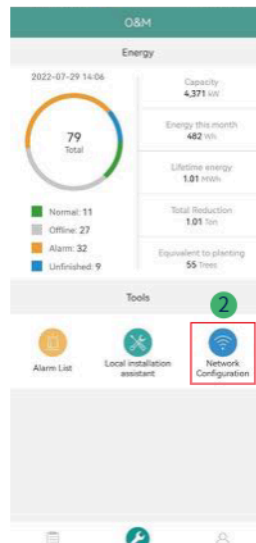 O&M
Energy
2022-07-29 14:06
79
Total
Normal: 11
Offline: 27
Alarm: 32
Unfinished: 9
Capacity
4,371 kW
Energy this month
482 Wh
Lifetime energy
1.01 MWh
Total Reduction
1.01 Ton
Equivalent to planting
55 Trees
Tools
2
Alarm List
Local installation
assistant
Network
Configuration